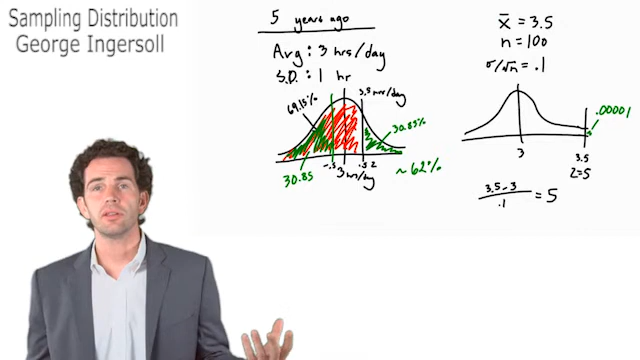 Sampling Distribution
George Ingersoll
5 years ago
Avg : 3 hrs/day
S.D. : 1 hr
69.15%
3.5 hrs/day
30.85%
30.85
-.5
.5 z
3 hrs/day
~62%
x̄ = 3.5
n = 100
σ/√n = .1
.00001
3
3.5
z=5
3.5 - 3
.1
= 5